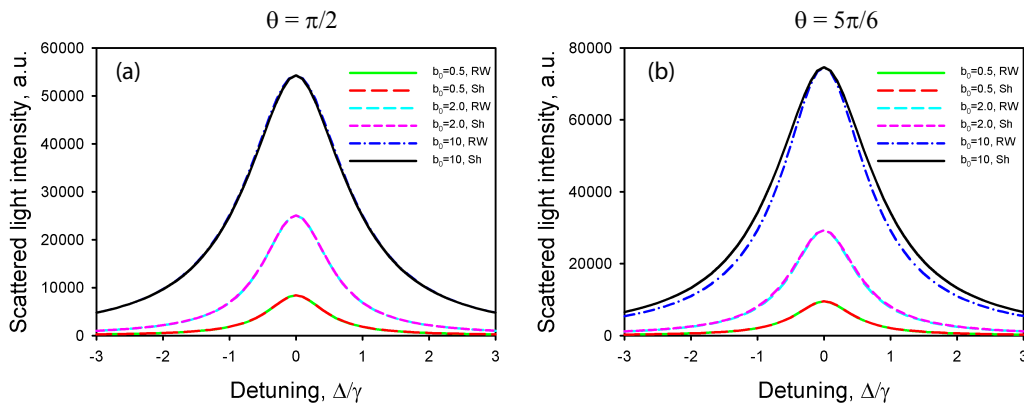 θ = π/2
60000
50000
40000
30000
20000
10000
0
-3 -2 -1 0 1 2 3
Scattered light intensity, a.u.
Detuning, Δ/γ
(a)
b₀=0.5, RW
b₀=0.5, Sh
b₀=2.0, RW
b₀=2.0, Sh
b₀=10, RW
b₀=10, Sh
θ = 5π/6
80000
60000
40000
20000
0
-3 -2 -1 0 1 2 3
Scattered light intensity, a.u.
Detuning, Δ/γ
(b)
b₀=0.5, RW
b₀=0.5, Sh
b₀=2.0, RW
b₀=2.0, Sh
b₀=10, RW
b₀=10, Sh